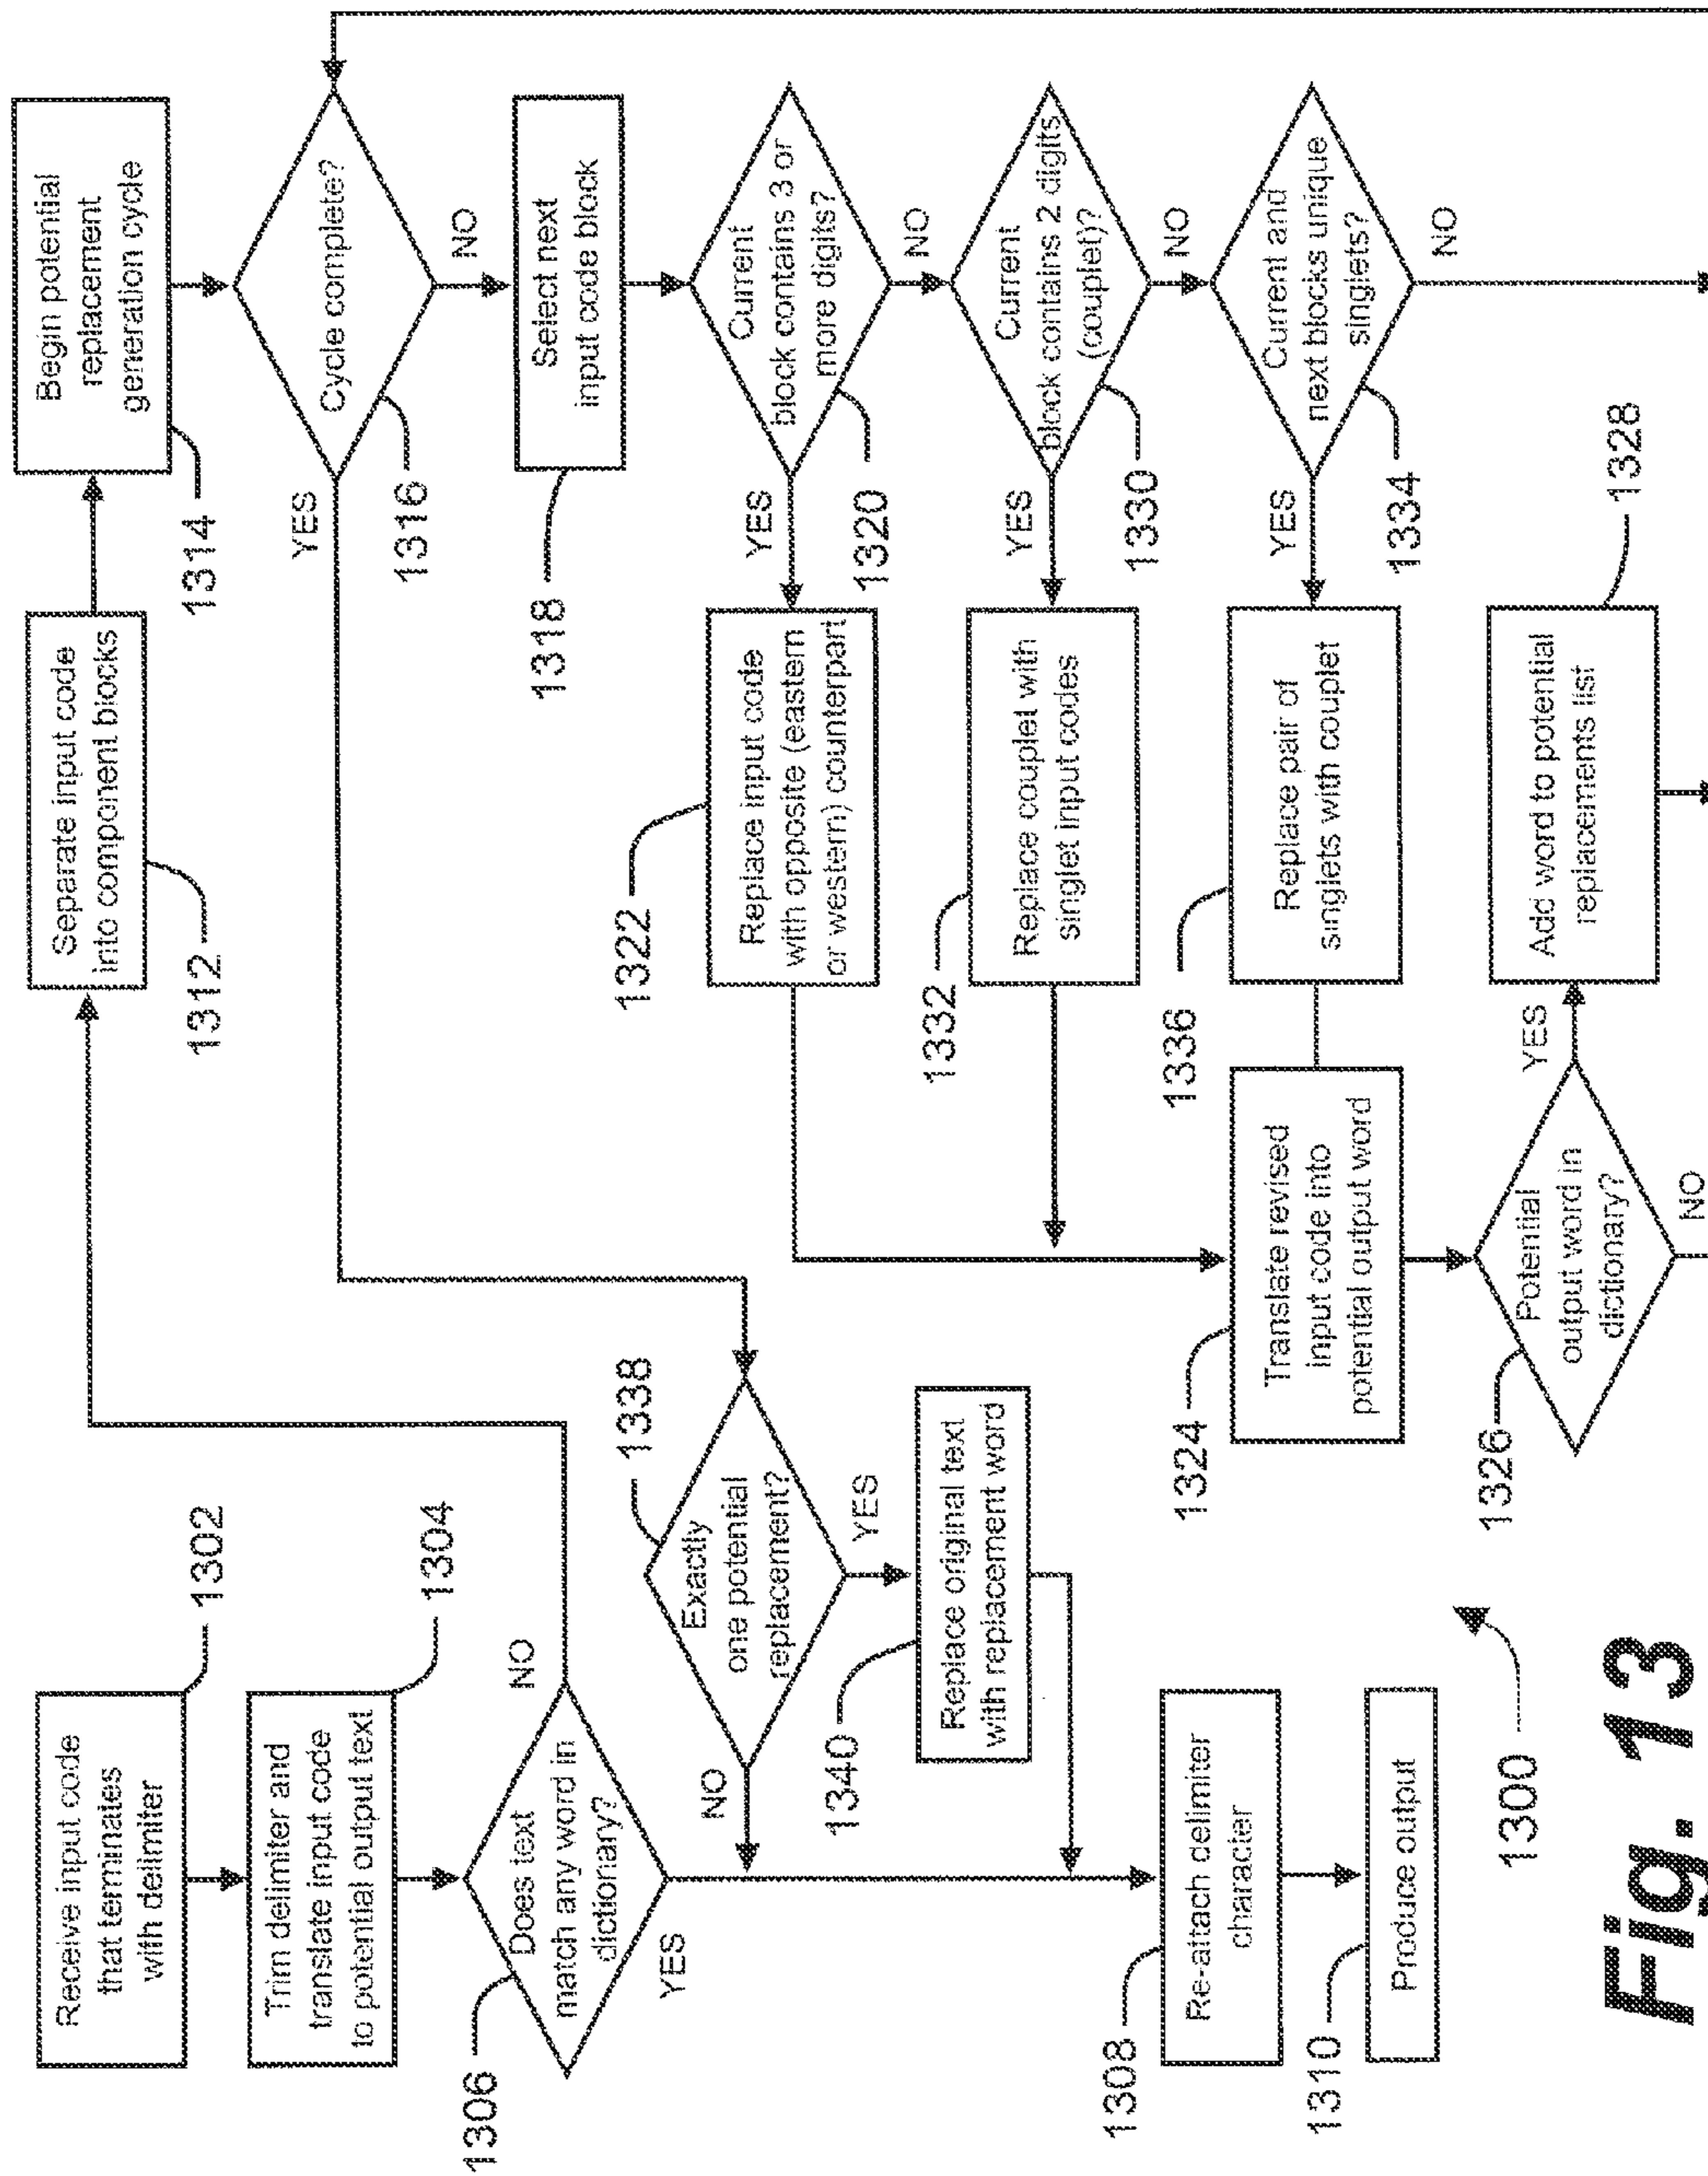 Receive input code
that terminates
with delimiter
1302
Trim delimiter and
translate input code
to potential output text
1304
Does text
match any word in
dictionary?
1306
NO
YES
Exactly
one potential
replacement?
1338
NO
YES
Replace original text
with replacement word
1340
Re-attach delimiter
character
1308
Produce output
1310
Separate input code
into component blocks
1312
Begin potential
replacement
generation cycle
1314
Cycle complete?
1316
YES
NO
Select next
input code block
1318
Current
block contains 3 or
more digits?
1320
YES
NO
Replace input code
with opposite (eastern
or western) counterpart
1322
Current
block contains 2 digits
(couplet)?
1330
YES
NO
Replace couplet with
singlet input codes
1332
Current and
next blocks unique
singlets?
1334
YES
NO
Replace pair of
singlets with couplet
1336
Translate revised
input code into
potential output word
1324
Potential
output word in
dictionary?
1326
YES
NO
Add word to potential
replacements list
1328
1300
Fig. 13